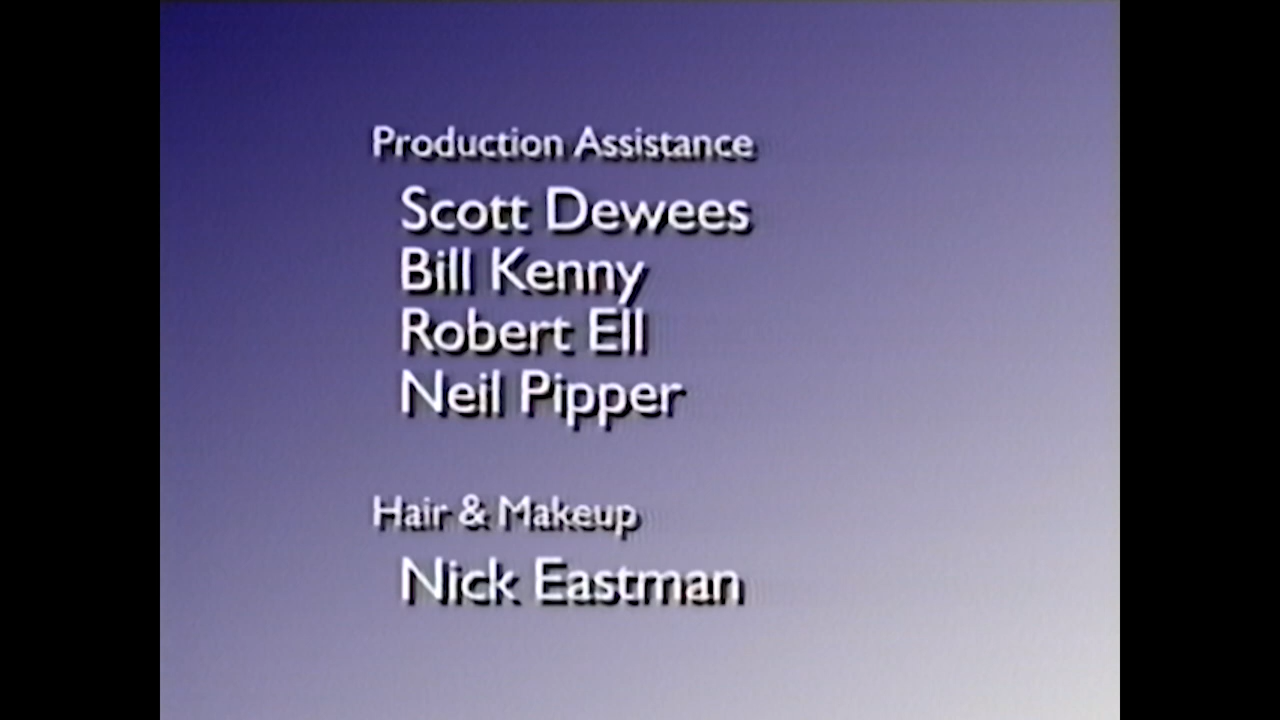 Production Assistance
Scott Dewees
Bill Kenny
Robert Ell
Neil Pipper
Hair & Makeup
Nick Eastman